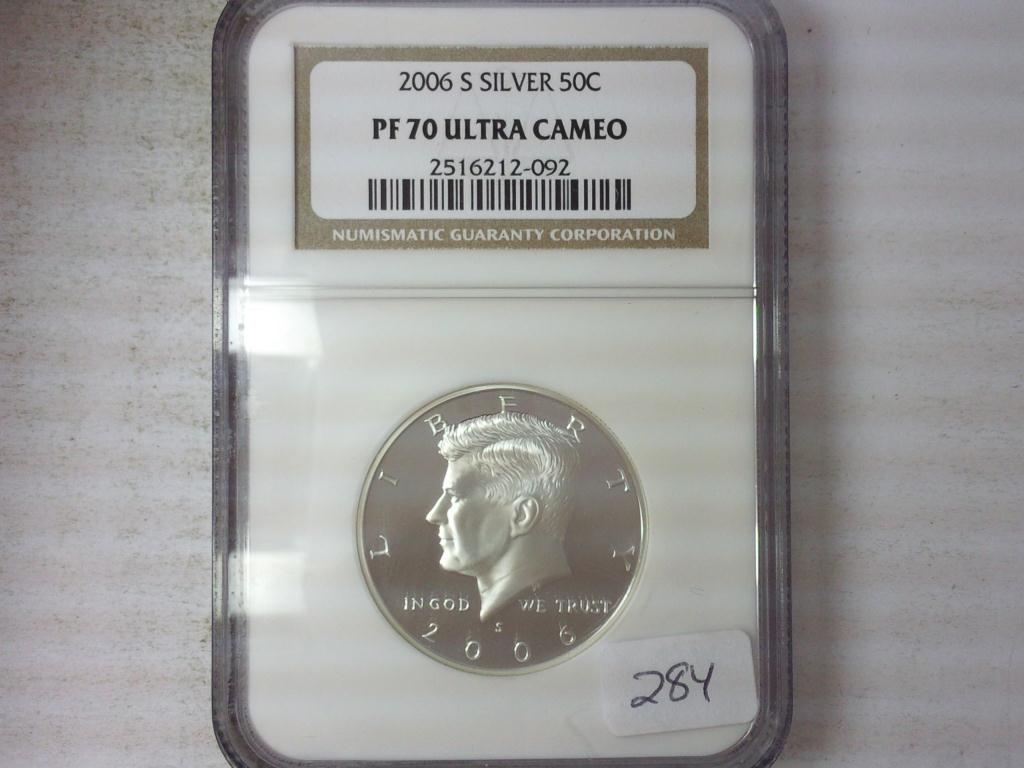 2006 S SILVER 50C
PF 70 ULTRA CAMEO
2516212-092
NUMISMATIC GUARANTY CORPORATION
LIBERTY
IN GOD WE TRUST
S
2006
284